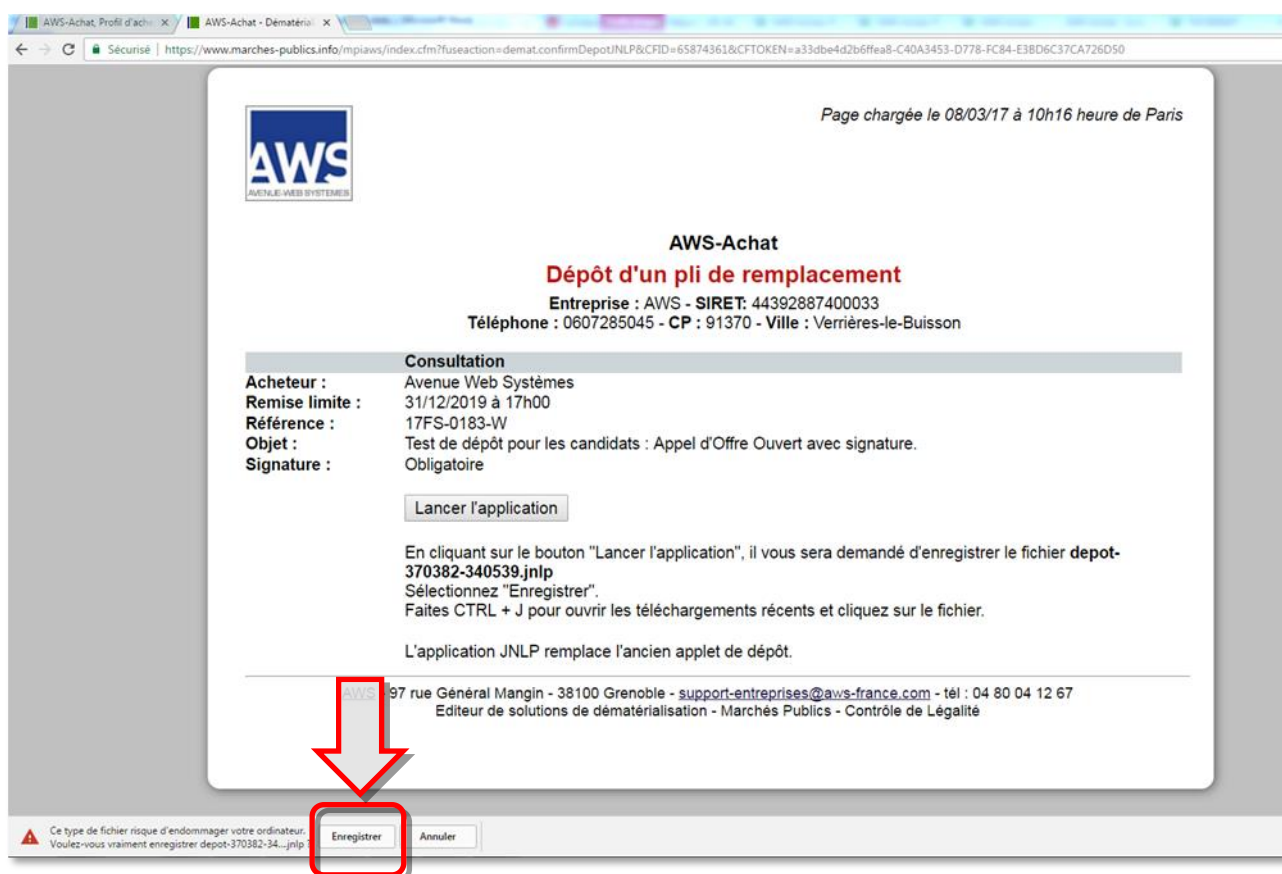 AWS-Achat, Profil d'ache
AWS-Achat - Dématérial
Sécurisé | https://www.marches-publics.info/mpiaws/index.cfm?fuseaction=demat.confirmDepotJNLP&CFID=65874361&CFTOKEN=a33dbe4d2b6ffea8-C40A3453-D778-FC84-E3BD6C37CA726D50
Page chargée le 08/03/17 à 10h16 heure de Paris
AWS
AVENUE-WEB SYSTEMES
AWS-Achat
Dépôt d'un pli de remplacement
Entreprise : AWS - SIRET: 44392887400033
Téléphone : 0607285045 - CP : 91370 - Ville : Verrières-le-Buisson
Consultation
Acheteur : Avenue Web Systèmes
Remise limite : 31/12/2019 à 17h00
Référence : 17FS-0183-W
Objet : Test de dépôt pour les candidats : Appel d'Offre Ouvert avec signature.
Signature : Obligatoire
Lancer l'application
En cliquant sur le bouton "Lancer l'application", il vous sera demandé d'enregistrer le fichier depot-
370382-340539.jnlp
Sélectionnez "Enregistrer".
Faites CTRL + J pour ouvrir les téléchargements récents et cliquez sur le fichier.
L'application JNLP remplace l'ancien applet de dépôt.
AWS 97 rue Général Mangin - 38100 Grenoble - support-entreprises@aws-france.com - tél : 04 80 04 12 67
Editeur de solutions de dématérialisation - Marchés Publics - Contrôle de Légalité
Ce type de fichier risque d'endommager votre ordinateur.
Voulez-vous vraiment enregistrer depot-370382-34....jnlp ?
Enregistrer
Annuler